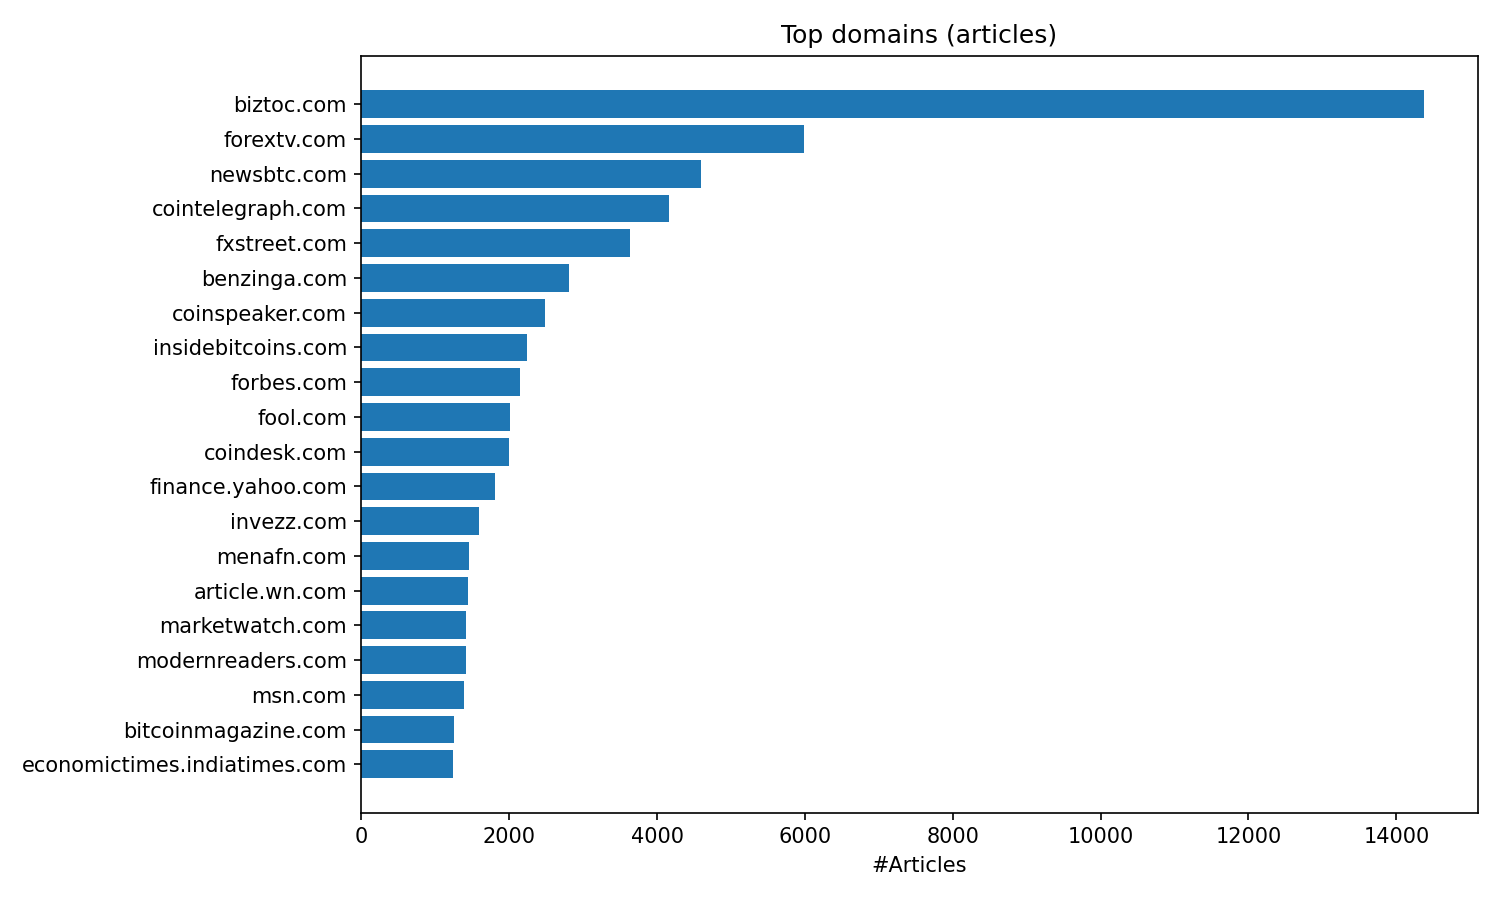 Top domains (articles)
biztoc.com
forextv.com
newsbtc.com
cointelegraph.com
fxstreet.com
benzinga.com
coinspeaker.com
insidebitcoins.com
forbes.com
fool.com
coindesk.com
finance.yahoo.com
invezz.com
menafn.com
article.wn.com
marketwatch.com
modernreaders.com
msn.com
bitcoinmagazine.com
economictimes.indiatimes.com
0 2000 4000 6000 8000 10000 12000 14000
#Articles